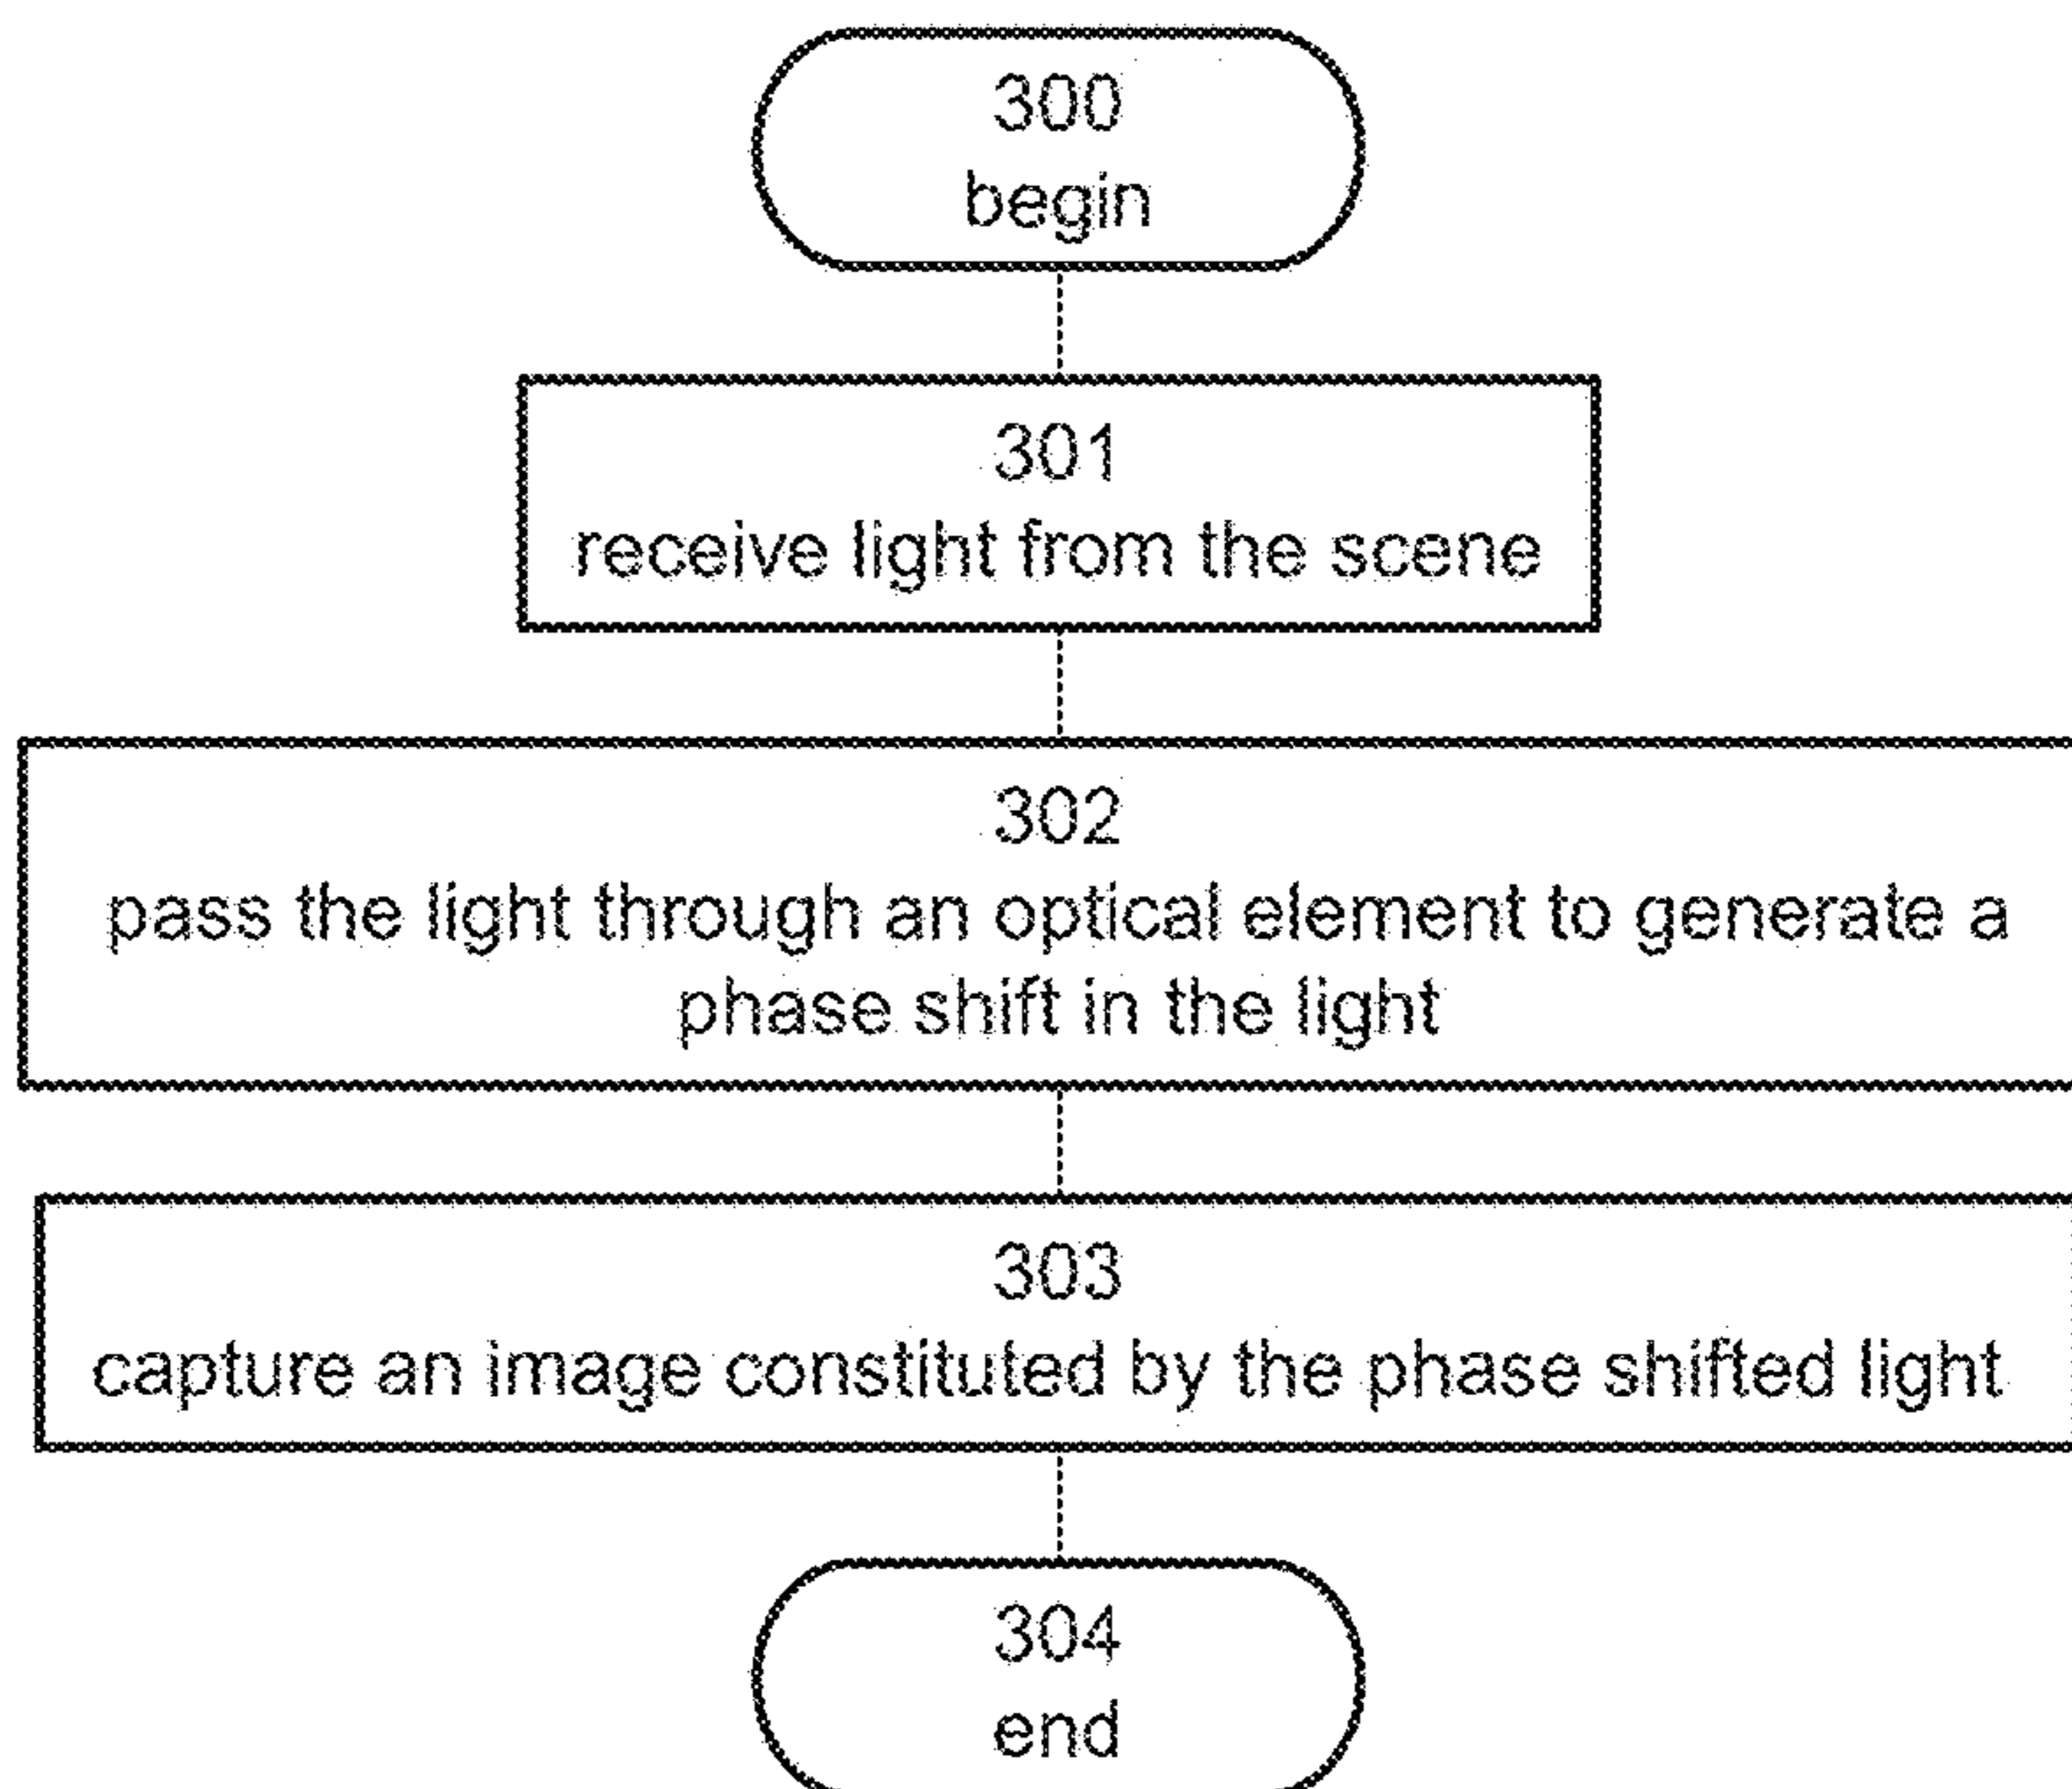 300
begin
301
receive light from the scene
302
pass the light through an optical element to generate a
phase shift in the light
303
capture an image constituted by the phase shifted light
304
end